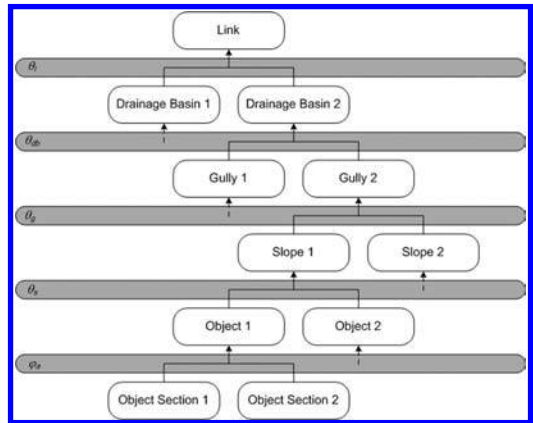 Link
θl
Drainage Basin 1 Drainage Basin 2
θdb
Gully 1 Gully 2
θg
Slope 1 Slope 2
θs
Object 1 Object 2
Object Section 1 Object Section 2